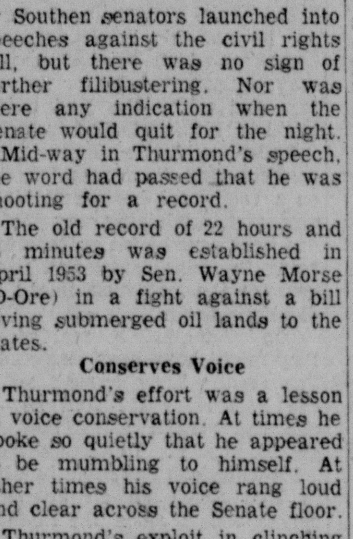 Southen senators launched into
eeches against the civil rights
ll, but there was no sign of
rther filibustering. Nor was
ere any indication when the
enate would quit for the night.
Mid-way in Thurmond's speech,
e word had passed that he was
hooting for a record.
The old record of 22 hours and
minutes was established in
pril 1953 by Sen. Wayne Morse
D-Ore) in a fight against a bill
ving submerged oil lands to the
ates.
Conserves Voice
Thurmond's effort was a lesson
voice conservation. At times he
poke so quietly that he appeared
be mumbling to himself. At
her times his voice rang loud
nd clear across the Senate floor.
Thurmond's exploit in clinching